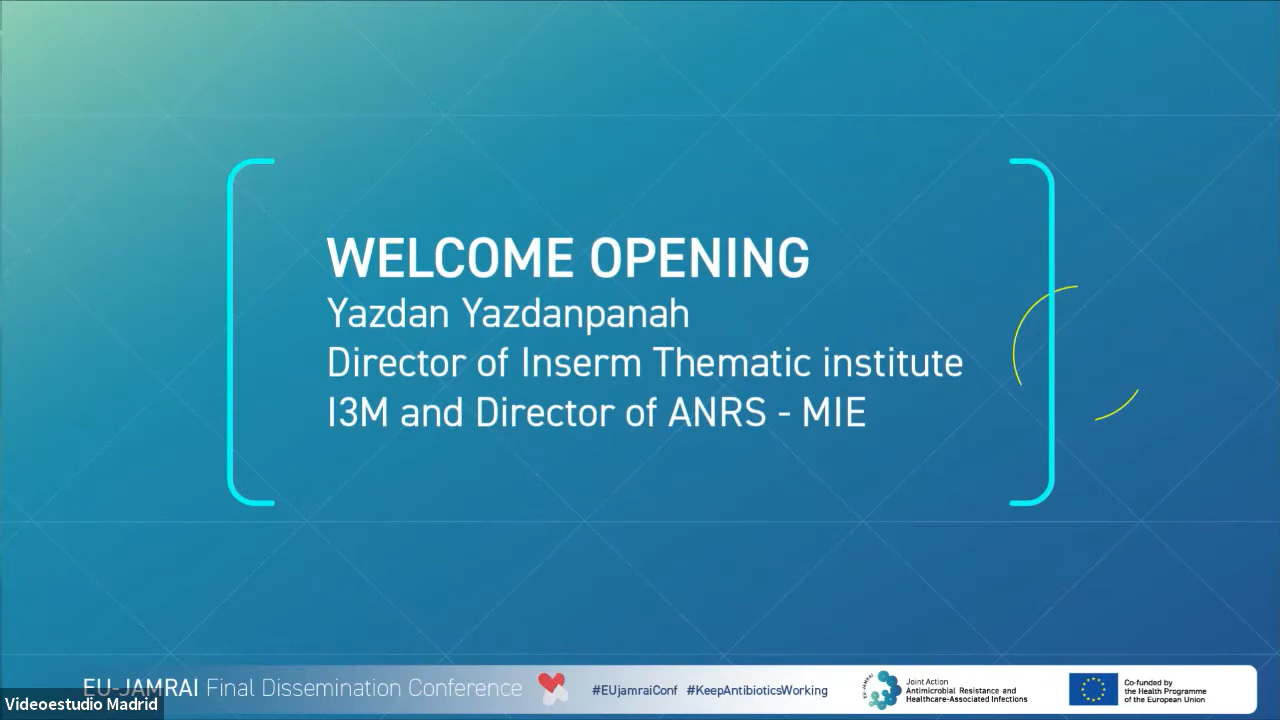 WELCOME OPENING
Yazdan Yazdanpanah
Director of Inserm Thematic institute
I3M and Director of ANRS - MIE
EU-JAMRAI Final Dissemination Conference
#EUjamraiConf #KeepAntibioticsWorking
EU-JAMRAI
Joint Action
Antimicrobial Resistance and
Healthcare-Associated Infections
Co-funded by
the Health Programme
of the European Union
Videoestudio Madrid